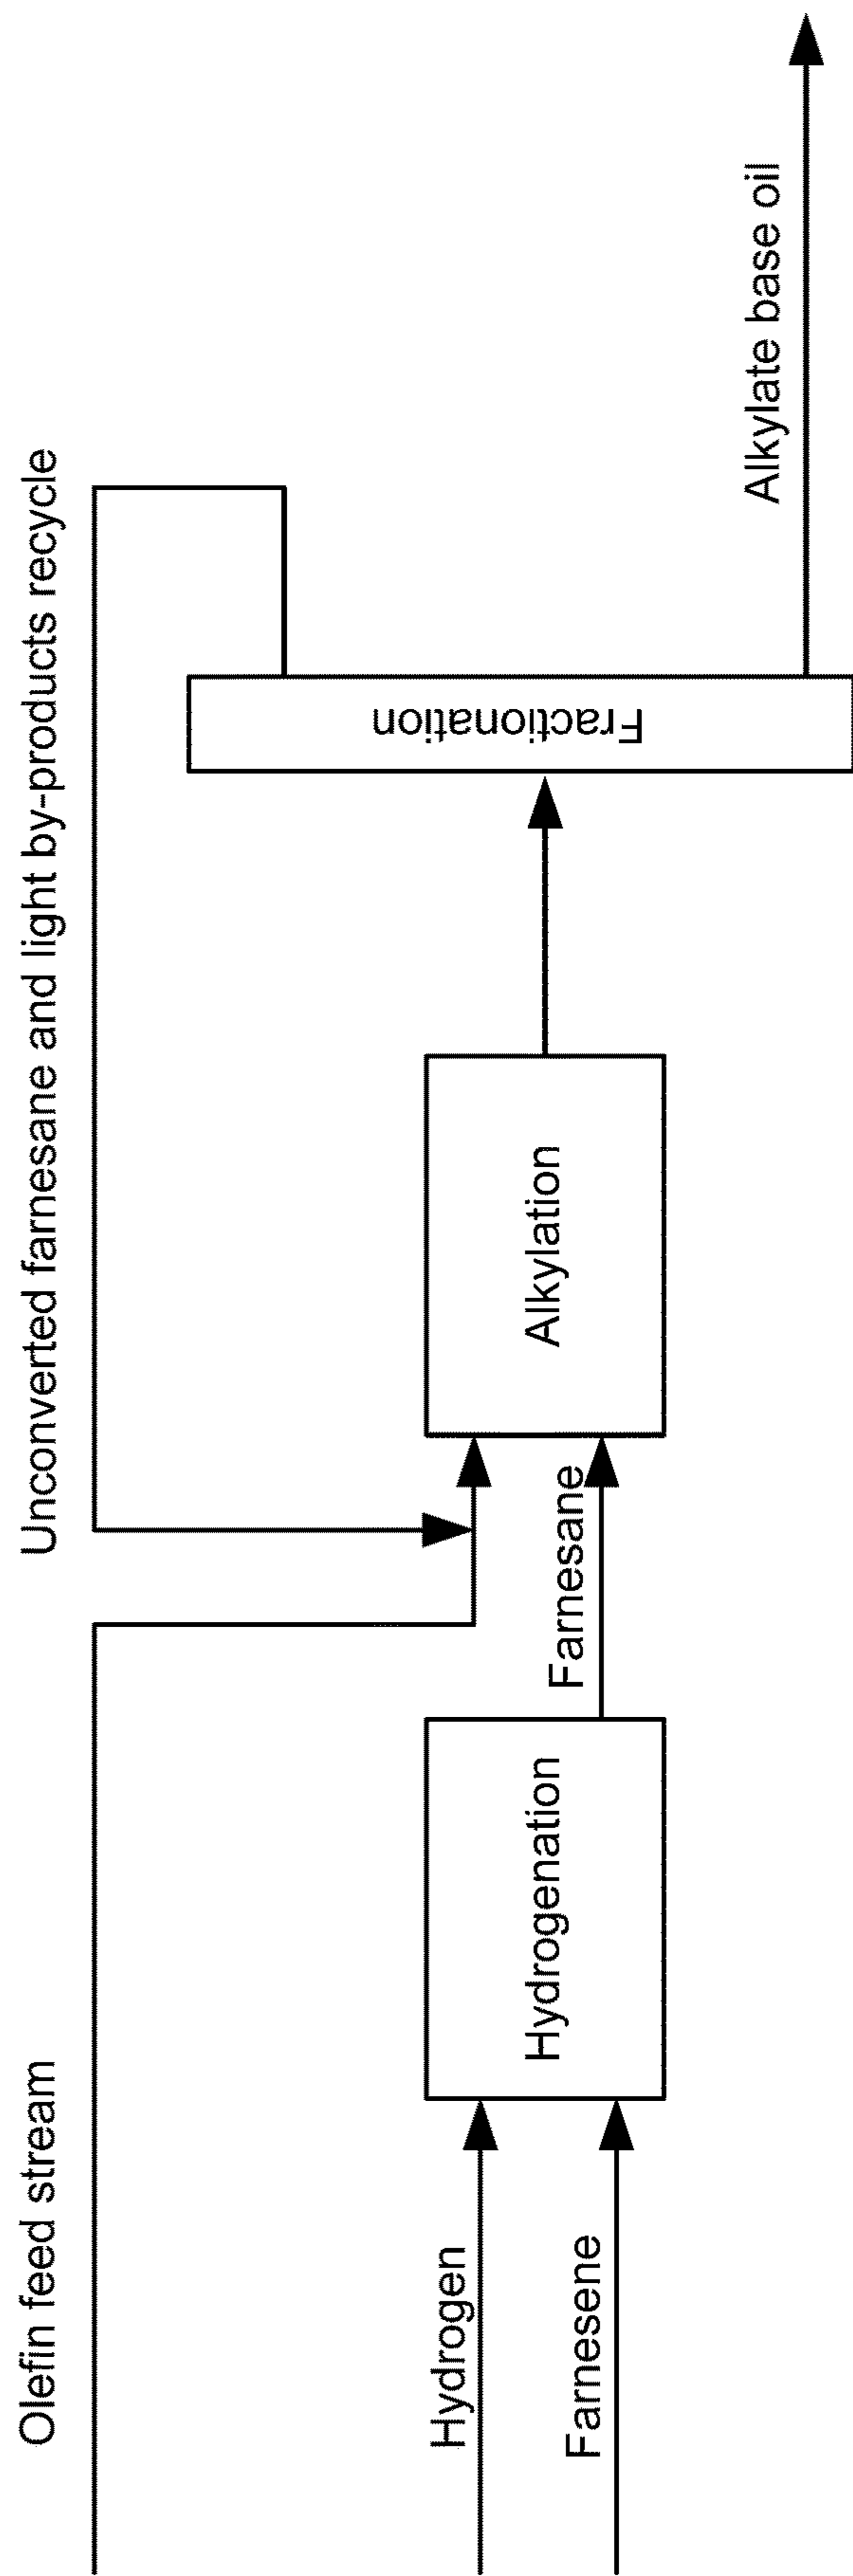 Olefin feed stream
Unconverted farnesane and light by-products recycle
Hydrogen
Farnesene
Hydrogenation
Farnesane
Alkylation
Fractionation
Alkylate base oil